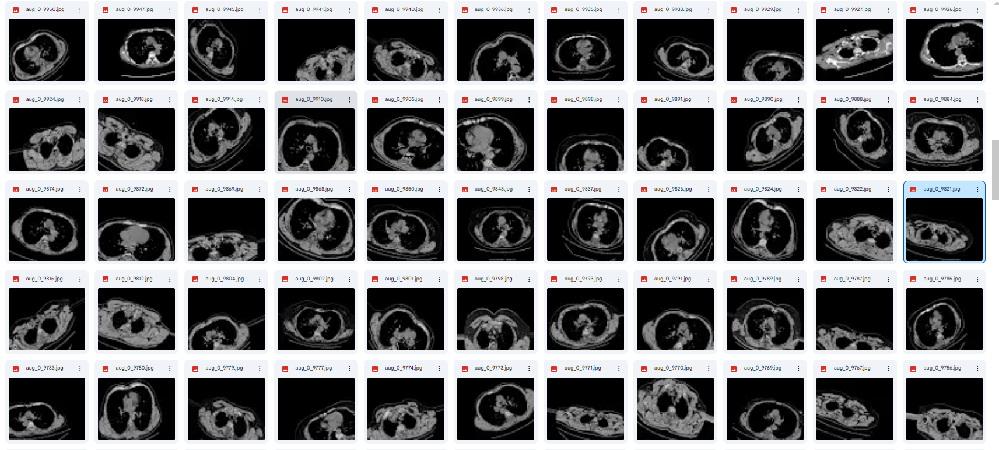 aug_0_9950.jpg aug_0_9947.jpg aug_0_9945.jpg aug_0_9941.jpg aug_0_9940.jpg aug_0_9936.jpg aug_0_9935.jpg aug_0_9933.jpg aug_0_9929.jpg aug_0_9927.jpg aug_0_9926.jpg
aug_0_9924.jpg aug_0_9918.jpg aug_0_9914.jpg aug_0_9910.jpg aug_0_9905.jpg aug_0_9899.jpg aug_0_9898.jpg aug_0_9891.jpg aug_0_9890.jpg aug_0_9888.jpg aug_0_9884.jpg
aug_0_9874.jpg aug_0_9872.jpg aug_0_9869.jpg aug_0_9868.jpg aug_0_9850.jpg aug_0_9848.jpg aug_0_9837.jpg aug_0_9826.jpg aug_0_9824.jpg aug_0_9822.jpg aug_0_9821.jpg
aug_0_9816.jpg aug_0_9812.jpg aug_0_9804.jpg aug_0_9802.jpg aug_0_9801.jpg aug_0_9798.jpg aug_0_9793.jpg aug_0_9791.jpg aug_0_9789.jpg aug_0_9787.jpg aug_0_9785.jpg
aug_0_9783.jpg aug_0_9780.jpg aug_0_9779.jpg aug_0_9777.jpg aug_0_9774.jpg aug_0_9773.jpg aug_0_9771.jpg aug_0_9770.jpg aug_0_9769.jpg aug_0_9767.jpg aug_0_9756.jpg